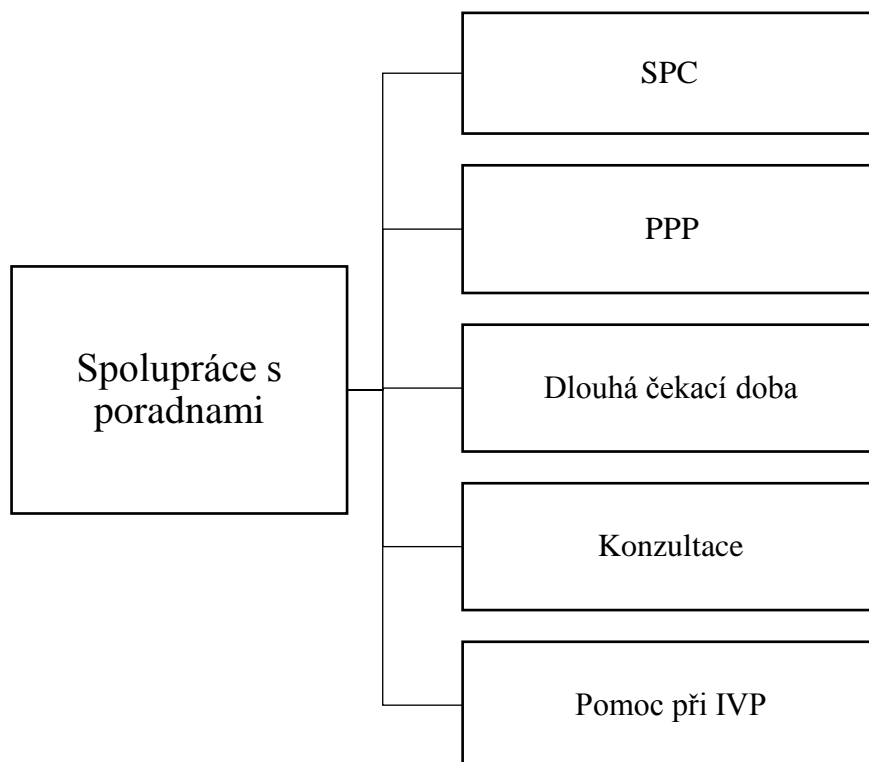 SPC
PPP
Spolupráce s
poradnami
Dlouhá čekací doba
Konzultace
Pomoc při IVP